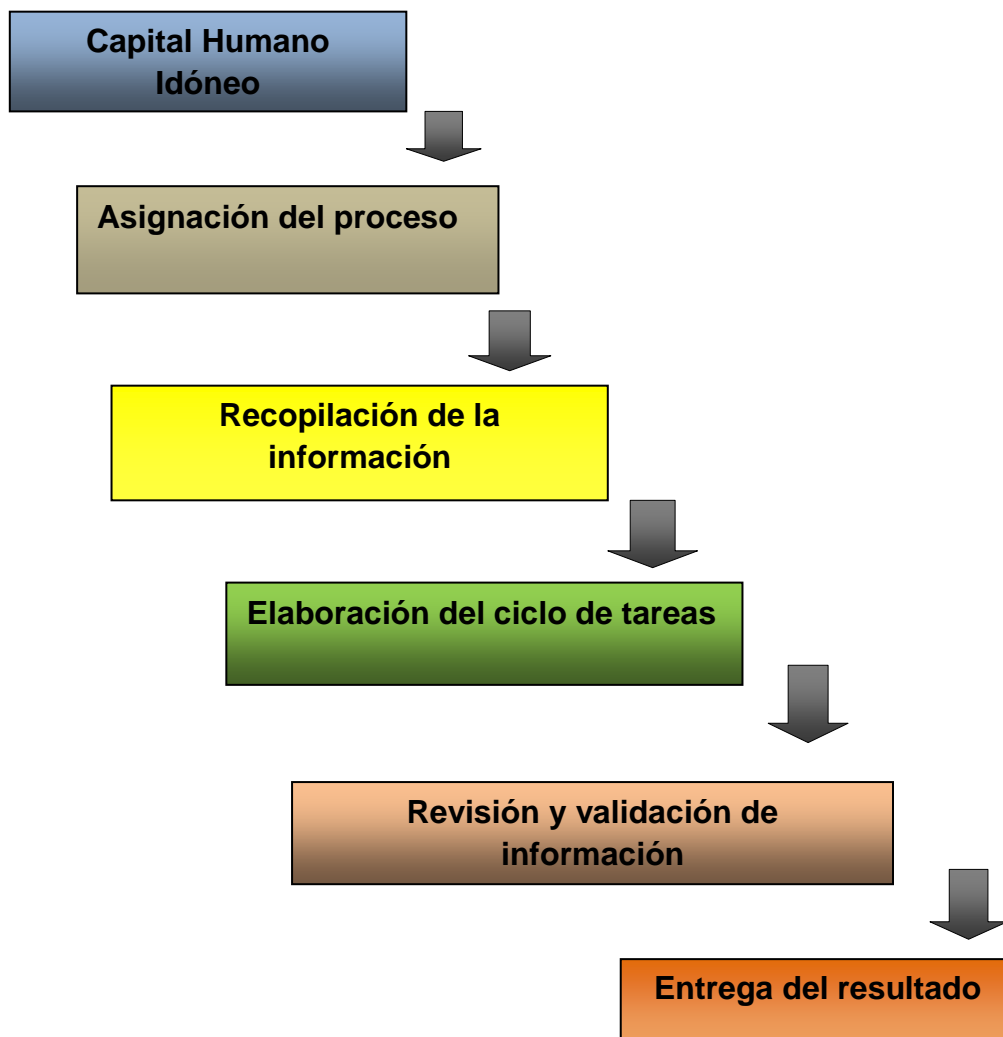 Capital Humano
Idóneo
Asignación del proceso
Recopilación de la
información
Elaboración del ciclo de tareas
Revisión y validación de
información
Entrega del resultado